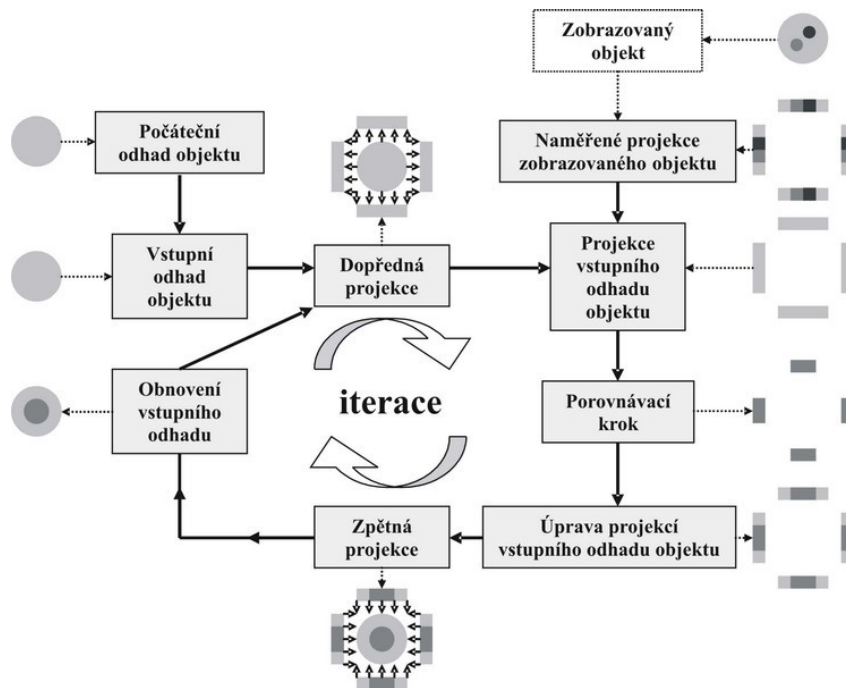 Zobrazovaný
objekt
Počáteční
odhad objektu
Naměřené projekce
zobrazovaného objektu
Vstupní
odhad
objektu
Dopředná
projekce
Projekce
vstupního
odhadu
objektu
Obnovení
vstupního
odhadu
iterace
Porovnávací
krok
Zpětná
projekce
Úprava projekcí
vstupního odhadu objektu